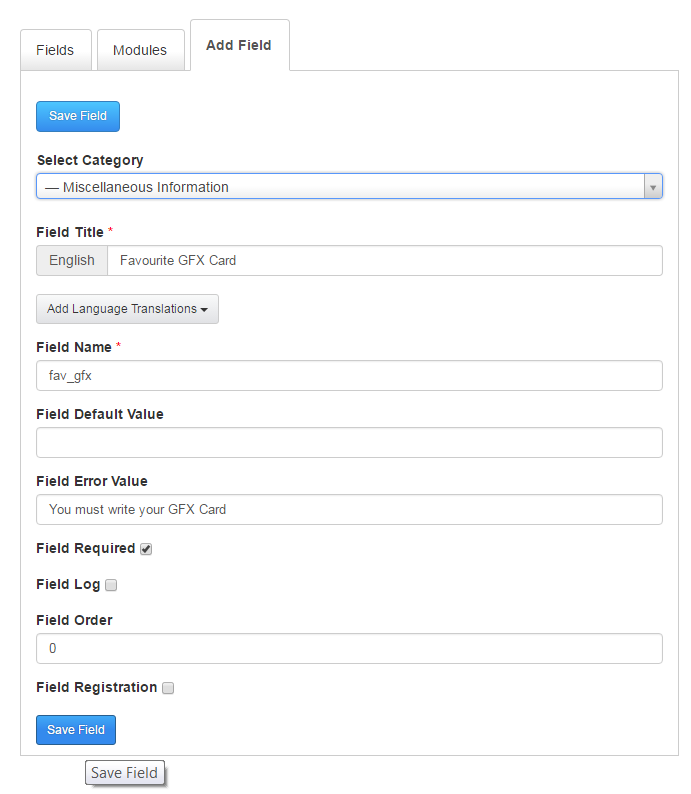 Fields Modules Add Field
Save Field
Select Category
— Miscellaneous Information
Field Title *
English Favourite GFX Card
Add Language Translations
Field Name *
fav_gfx
Field Default Value
Field Error Value
You must write your GFX Card
Field Required
Field Log
Field Order
0
Field Registration
Save Field
Save Field